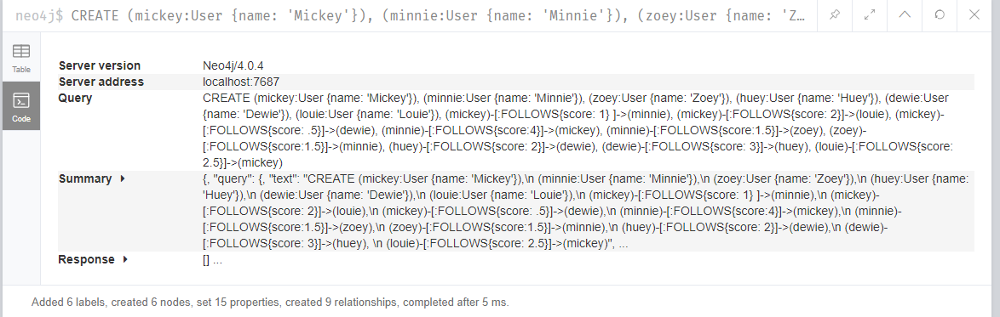 neo4j$ CREATE (mickey:User {name: 'Mickey'}), (minnie:User {name: 'Minnie'}), (zoey:User {name: 'Z…
Table
Code
Server version Neo4j/4.0.4
Server address localhost:7687
Query CREATE (mickey:User {name: 'Mickey'}), (minnie:User {name: 'Minnie'}), (zoey:User {name: 'Zoey'}), (huey:User {name: 'Huey'}), (dewie:User
{name: 'Dewie'}), (louie:User {name: 'Louie'}), (mickey)-[:FOLLOWS{score: 1} ]->(minnie), (mickey)-[:FOLLOWS{score: 2}]->(louie), (mickey)-
[:FOLLOWS{score: .5}]->(dewie), (minnie)-[:FOLLOWS{score:4}]->(mickey), (minnie)-[:FOLLOWS{score:1.5}]->(zoey), (zoey)-
[:FOLLOWS{score:1.5}]->(minnie), (huey)-[:FOLLOWS{score: 2}]->(dewie), (dewie)-[:FOLLOWS{score: 3}]->(huey), (louie)-[:FOLLOWS{score:
2.5}]->(mickey)
Summary {, "query": {, "text": "CREATE (mickey:User {name: 'Mickey'}),\n (minnie:User {name: 'Minnie'}),\n (zoey:User {name: 'Zoey'}),\n (huey:User {name:
'Huey'}),\n (dewie:User {name: 'Dewie'}),\n (louie:User {name: 'Louie'}),\n (mickey)-[:FOLLOWS{score: 1} ]->(minnie),\n (mickey)-
[:FOLLOWS{score: 2}]->(louie),\n (mickey)-[:FOLLOWS{score: .5}]->(dewie),\n (minnie)-[:FOLLOWS{score:4}]->(mickey),\n (minnie)-
[:FOLLOWS{score:1.5}]->(zoey),\n (zoey)-[:FOLLOWS{score:1.5}]->(minnie),\n (huey)-[:FOLLOWS{score: 2}]->(dewie),\n (dewie)-
[:FOLLOWS{score: 3}]->(huey), \n (louie)-[:FOLLOWS{score: 2.5}]->(mickey)", ...
Response [] ...
Added 6 labels, created 6 nodes, set 15 properties, created 9 relationships, completed after 5 ms.